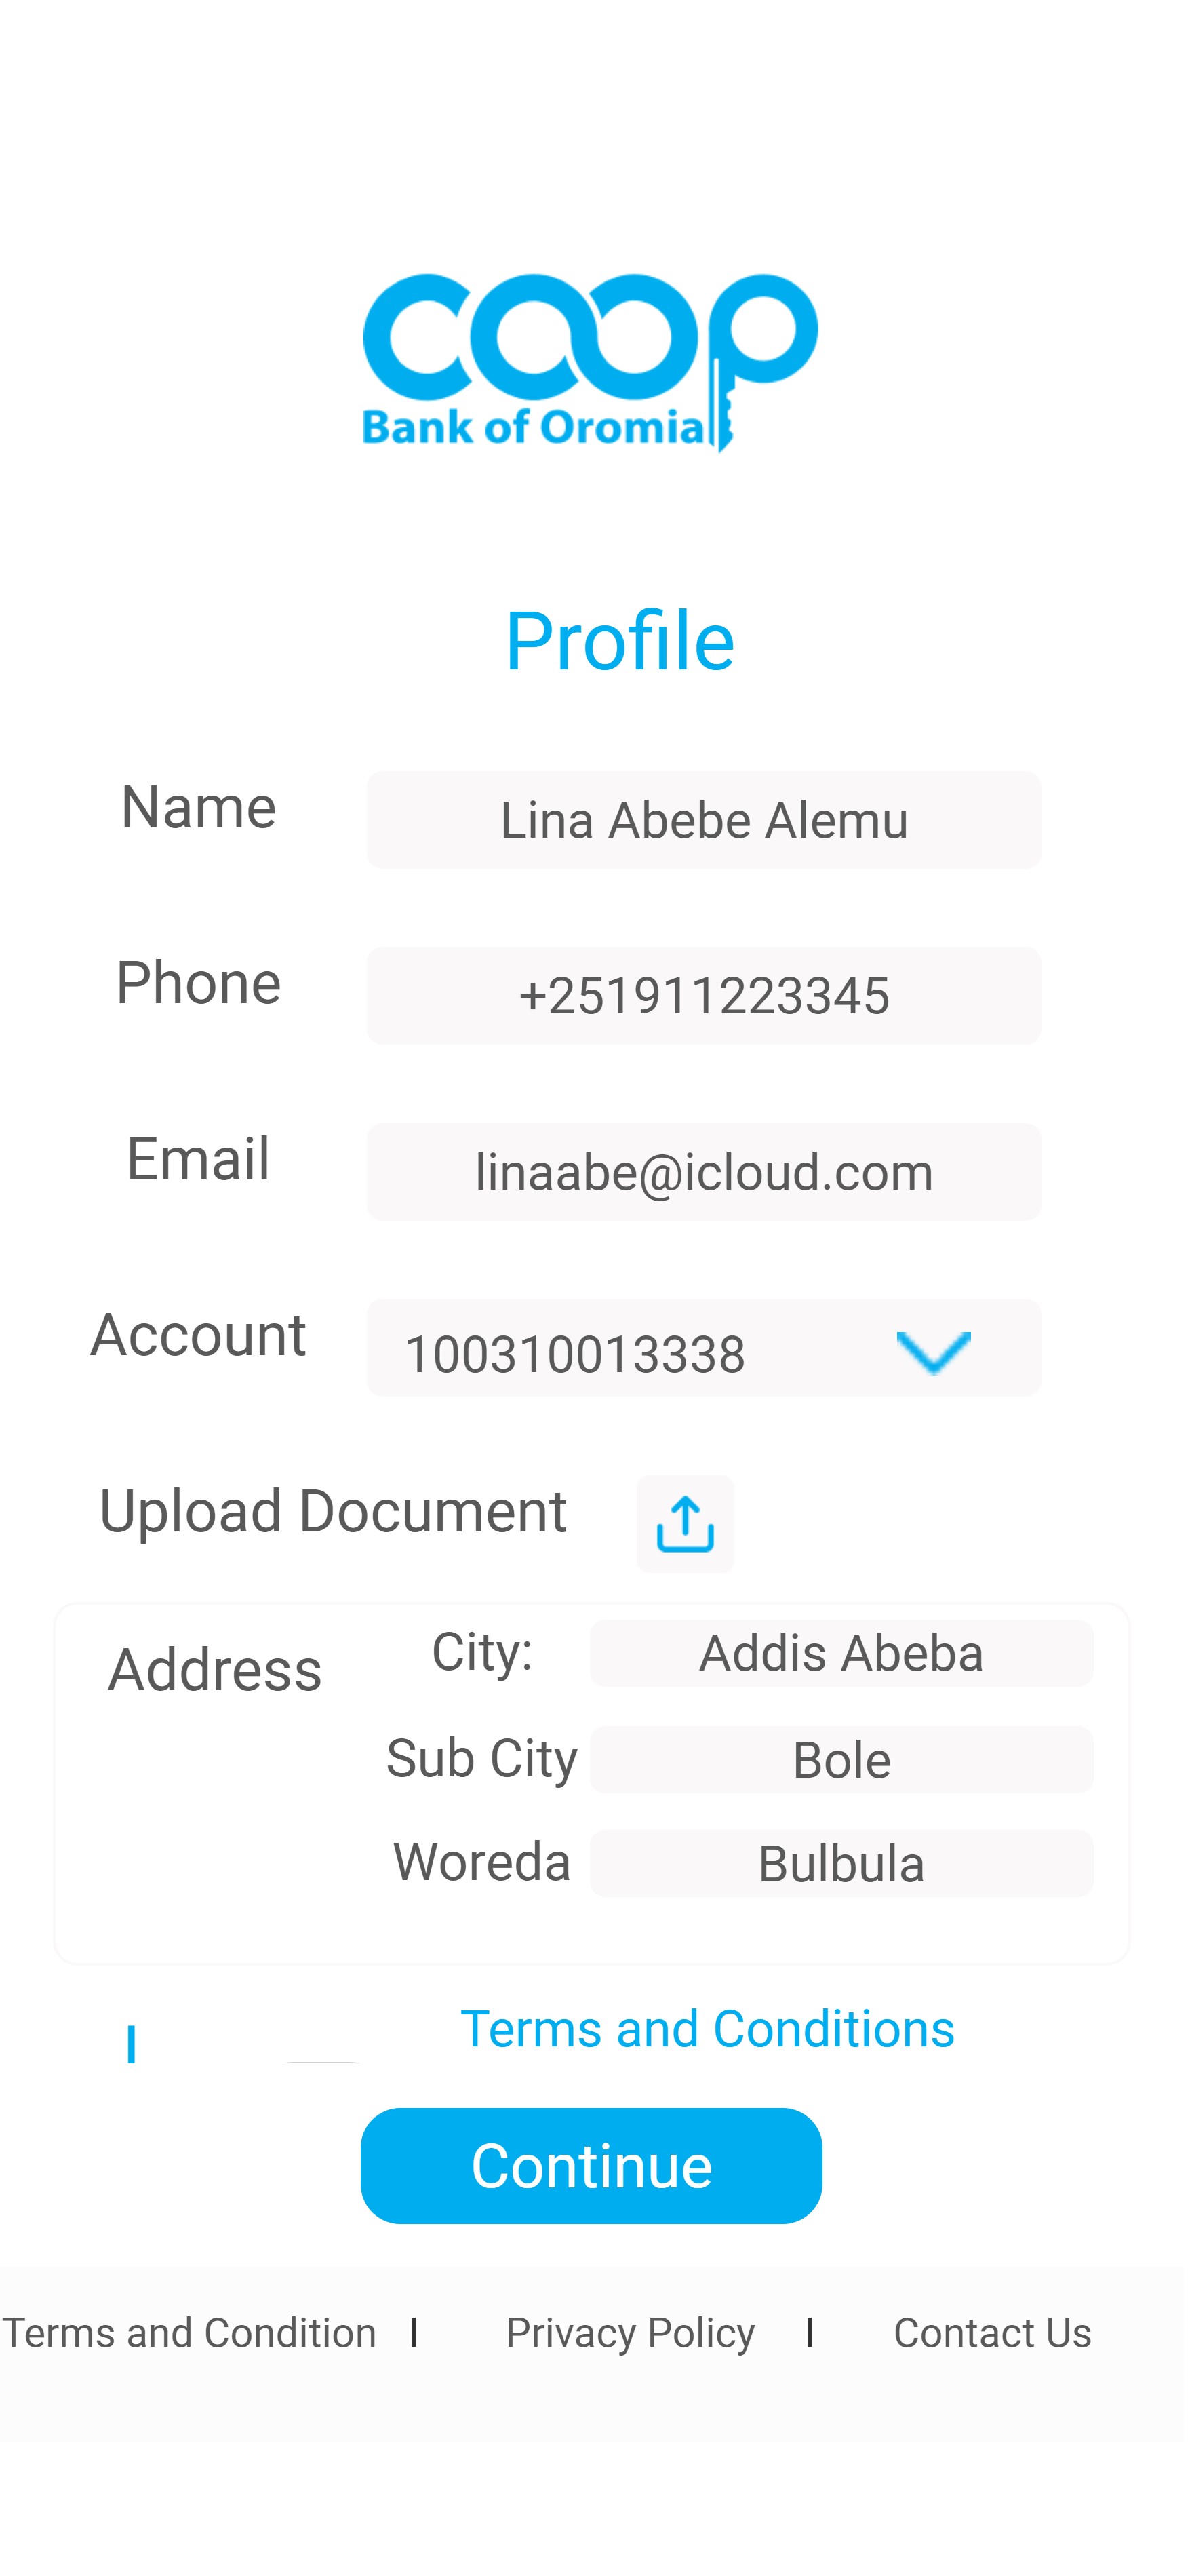 coop
Bank of Oromia
Profile
Name Lina Abebe Alemu
Phone +251911223345
Email linaabe@icloud.com
Account 100310013338
Upload Document
Address City: Addis Abeba
Sub City Bole
Woreda Bulbula
Terms and Conditions
Continue
Terms and Condition | Privacy Policy | Contact Us